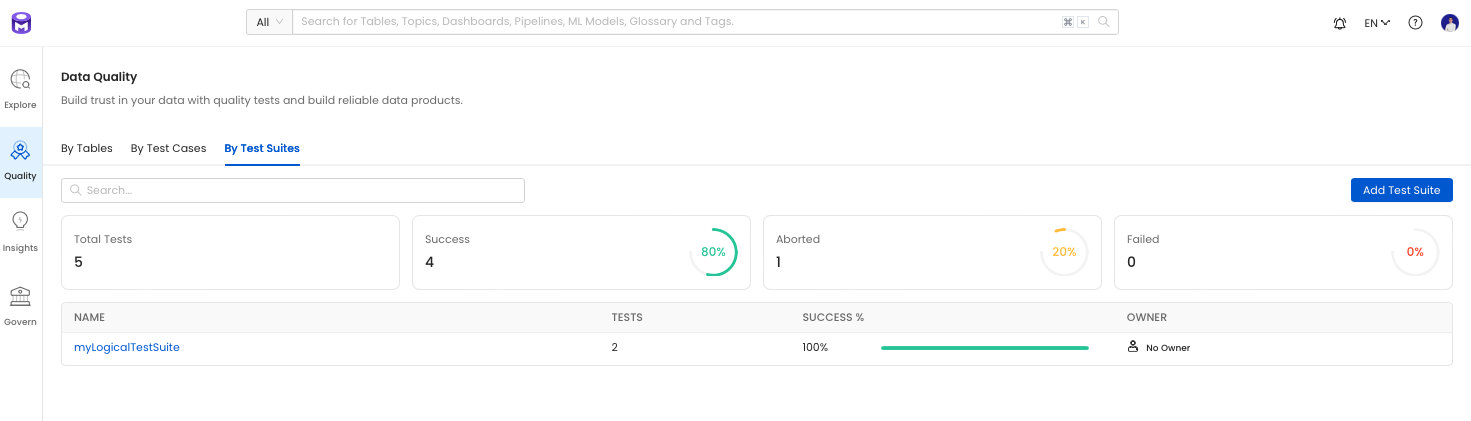 All
Search for Tables, Topics, Dashboards, Pipelines, ML Models, Glossary and Tags.
⌘ K
EN
Explore
Quality
Insights
Govern
Data Quality
Build trust in your data with quality tests and build reliable data products.
By Tables By Test Cases By Test Suites
Search...
Add Test Suite
Total Tests
5
Success
4
80%
Aborted
1
20%
Failed
0
0%
NAME TESTS SUCCESS % OWNER
myLogicalTestSuite 2 100% No Owner